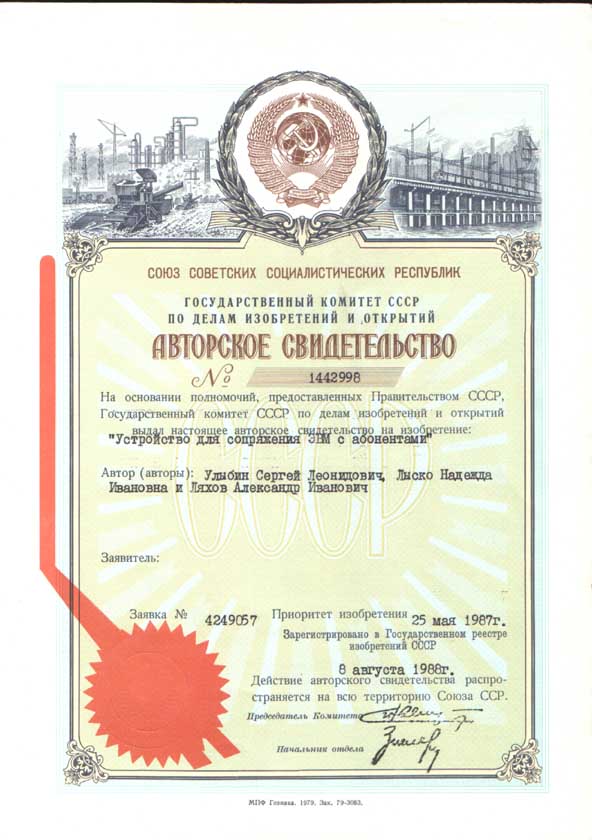 СОЮЗ СОВЕТСКИХ СОЦИАЛИСТИЧЕСКИХ РЕСПУБЛИК
ГОСУДАРСТВЕННЫЙ КОМИТЕТ СССР
ПО ДЕЛАМ ИЗОБРЕТЕНИЙ И ОТКРЫТИЙ
АВТОРСКОЕ СВИДЕТЕЛЬСТВО
№ 1442998
На основании полномочий, предоставленных Правительством СССР,
Государственный комитет СССР по делам изобретений и открытий
выдал настоящее авторское свидетельство на изобретение:
"Устройство для сопряжения ЭВМ с абонентами"
Автор (авторы): Улыбин Сергей Леонидович, Лыско Надежда
Ивановна и Ляхов Александр Иванович
СССР
Заявитель:
Заявка № 4249057 Приоритет изобретения 25 мая 1987г.
Зарегистрировано в Государственном реестре
изобретений СССР
8 августа 1988г.
Действие авторского свидетельства распро-
страняется на всю территорию Союза ССР.
Председатель Комитета
Начальник отдела
МПФ Гознака. 1979. Зак. 79-3083.